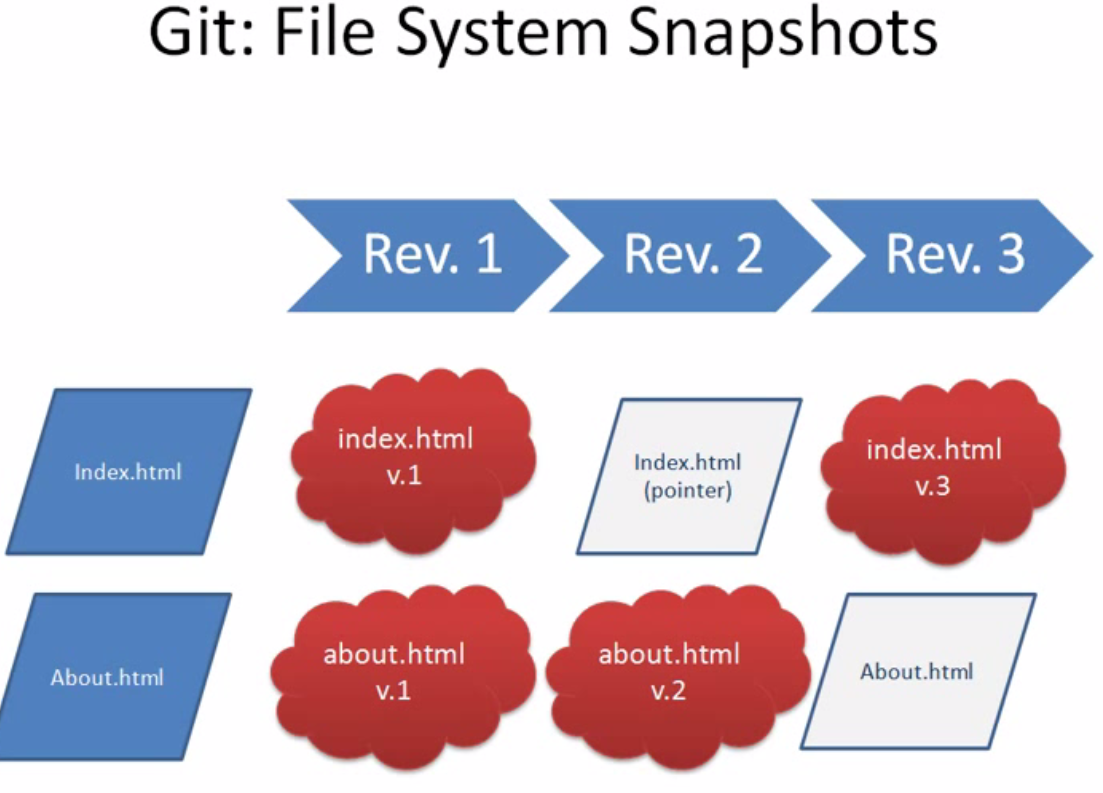 Git: File System Snapshots
Rev. 1
Rev. 2
Rev. 3
Index.html
index.html
v.1
Index.html
(pointer)
index.html
v.3
About.html
about.html
v.1
about.html
v.2
About.html